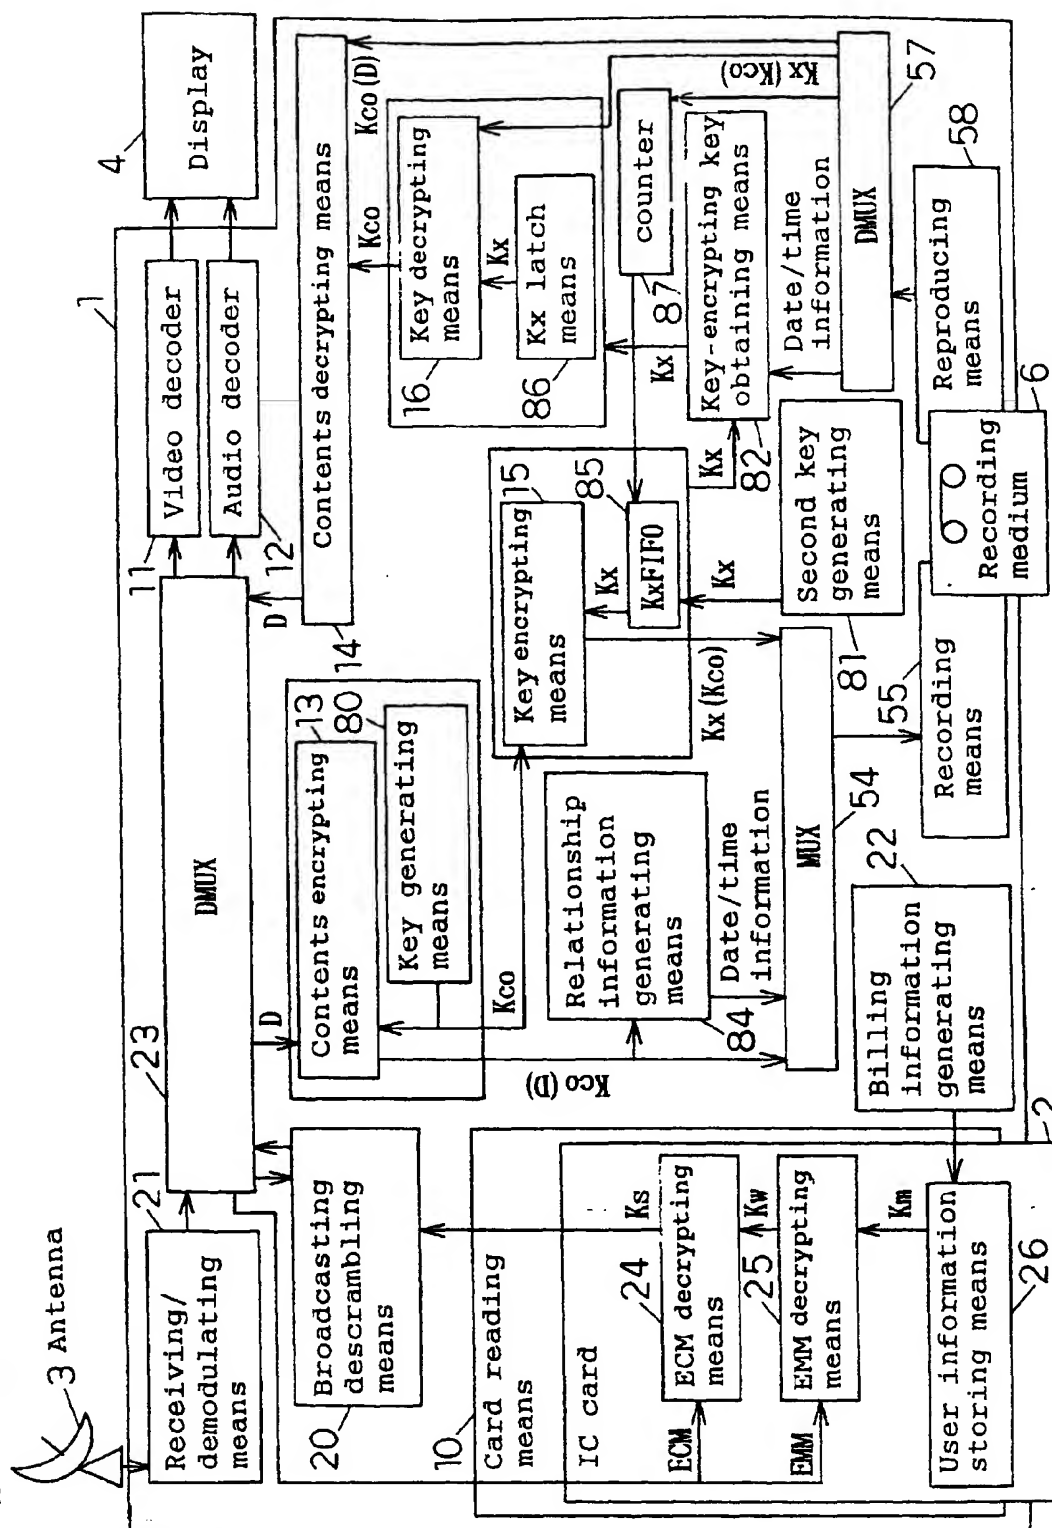 3 Antenna
Receiving/
demodulating
means
21
23
DMUX
11
Video decoder
Audio decoder
12
1
4
Display
20
Broadcasting
descrambling
means
D
13
Contents encrypting
means
80
Key generating
means
Kco
Kco(D)
D
14
Contents decrypting means
Kco
Kco(D)
10
Card reading
means
IC card
ECM
24
ECM decrypting
means
Ks
EMM
25
EMM decrypting
means
Kw
Km
User information
storing means
26
2
Billing
information
generating
means
22
Relationship
information
generating
means
84
Date/time
information
15
Key encrypting
means
Kx
85
KxFIFO
Kx
Kx(Kco)
Second key
generating
means
81
MUX
54
55
Recording
means
Recording
medium
6
16
Key decrypting
means
Kx
Kx latch
means
86
Kx
87
counter
Key-encrypting key
obtaining means
82
Kx
Kx(Kco)
Date/time
information
DMUX
57
Reproducing
means
58